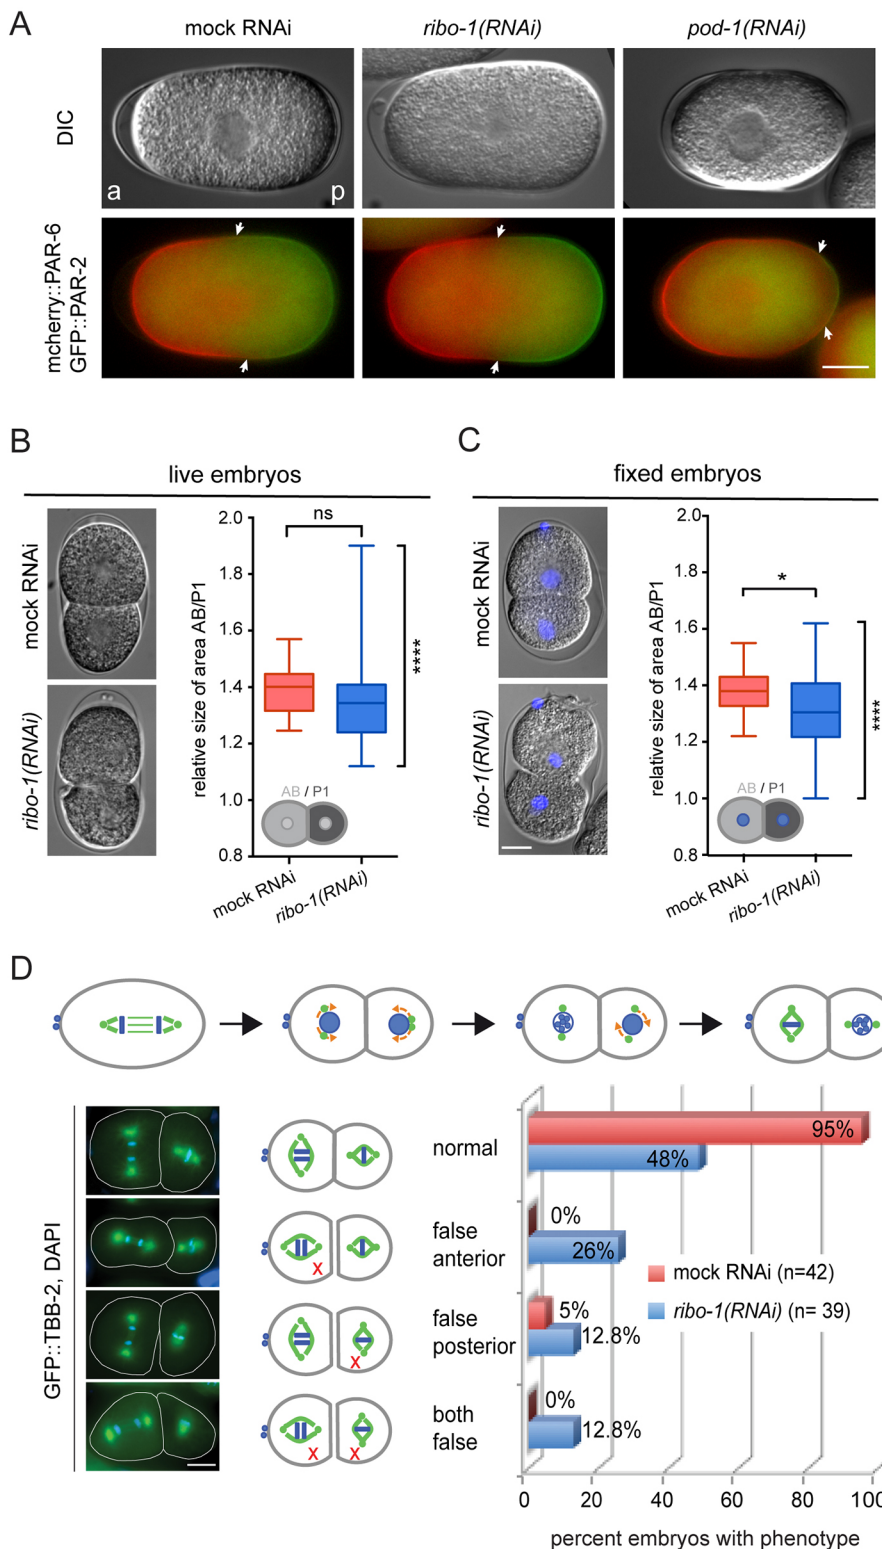 A
mock RNAi
ribo-1(RNAi)
pod-1(RNAi)
DIC
a
p
mcherry::PAR-6
GFP::PAR-2
B
live embryos
mock RNAi
ribo-1(RNAi)
relative size of area AB/P1
2.0
1.8
1.6
1.4
1.2
1.0
0.8
ns
****
AB / P1
mock RNAi
ribo-1(RNAi)
C
fixed embryos
mock RNAi
ribo-1(RNAi)
relative size of area AB/P1
2.0
1.8
1.6
1.4
1.2
1.0
0.8
*
****
AB / P1
mock RNAi
ribo-1(RNAi)
D
GFP::TBB-2, DAPI
normal
95%
48%
false
anterior
0%
26%
X
mock RNAi (n=42)
ribo-1(RNAi) (n= 39)
false
posterior
5%
12.8%
X
both
false
0%
12.8%
X X
0 20 40 60 80 100
percent embryos with phenotype